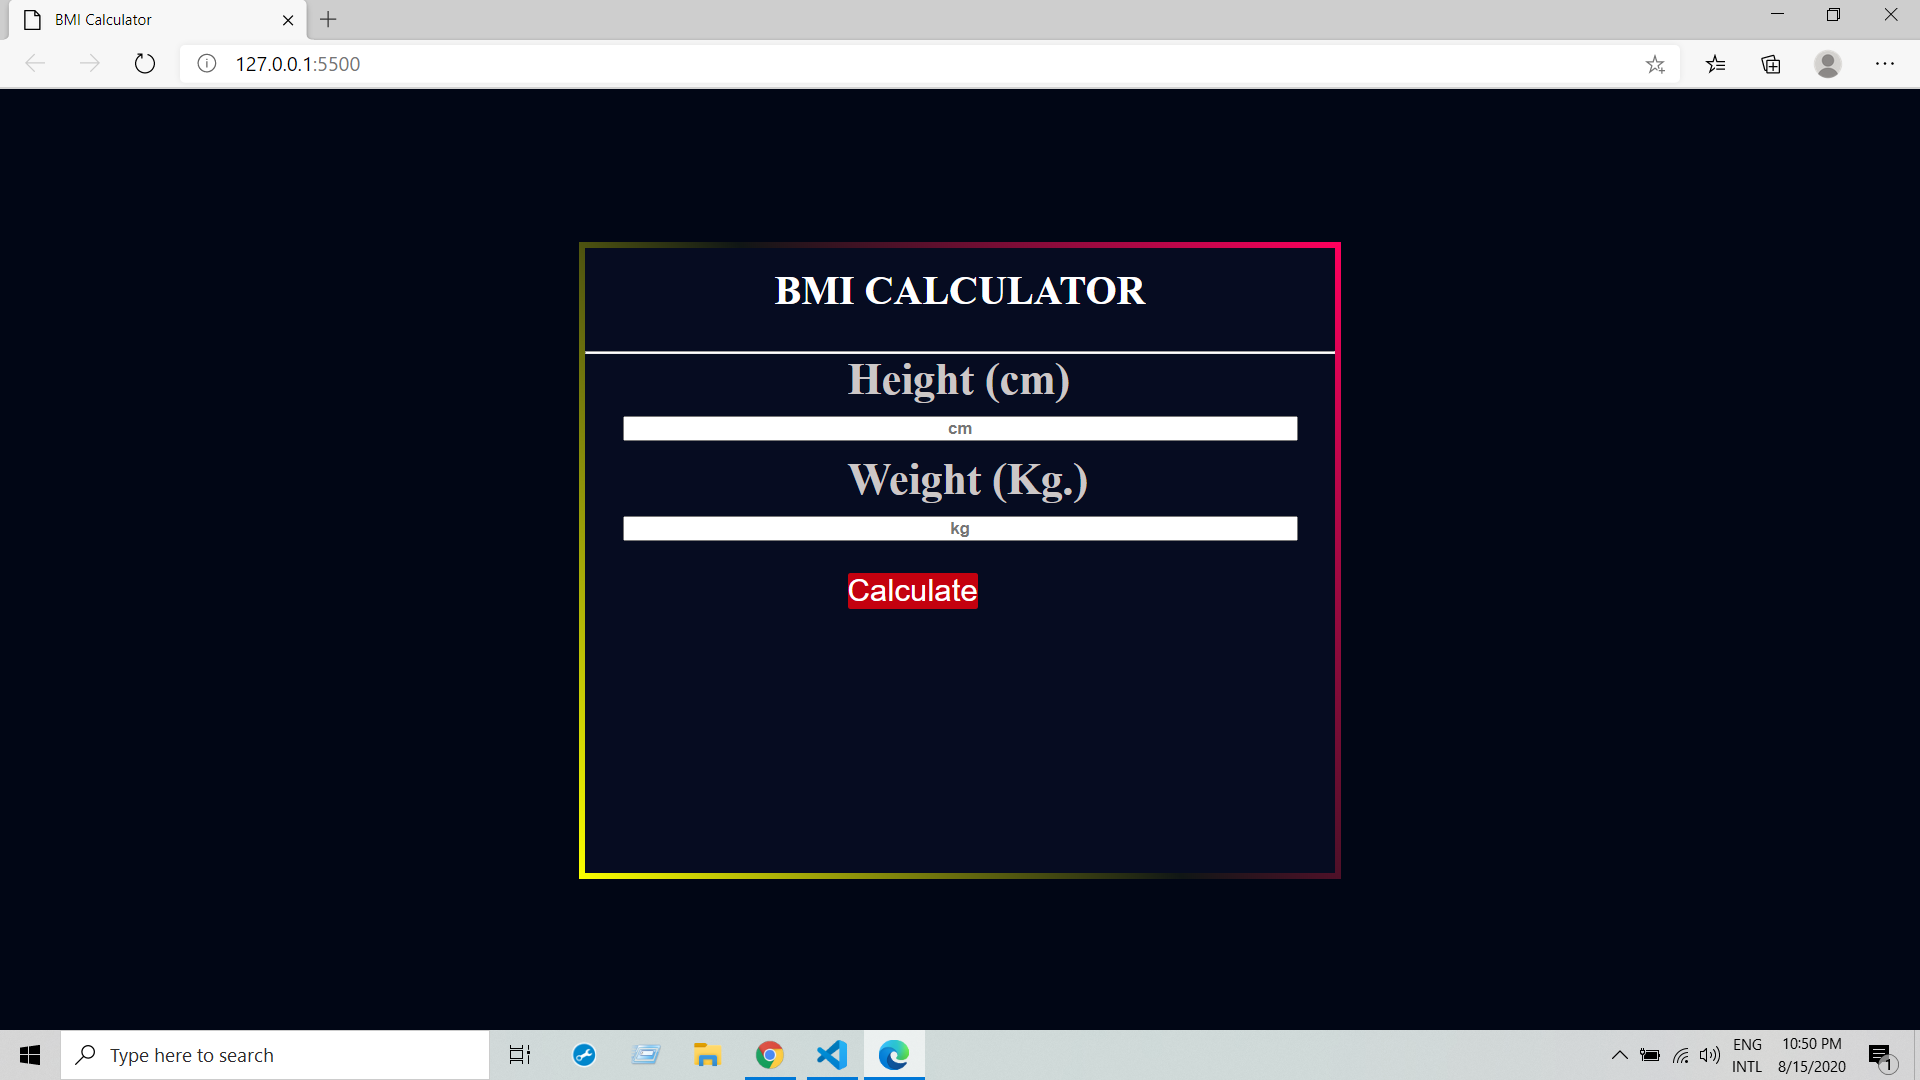 BMI Calculator
127.0.0.1:5500
BMI CALCULATOR
Height (cm)
cm
Weight (Kg.)
kg
Calculate
Type here to search
ENG
INTL
10:50 PM
8/15/2020
1